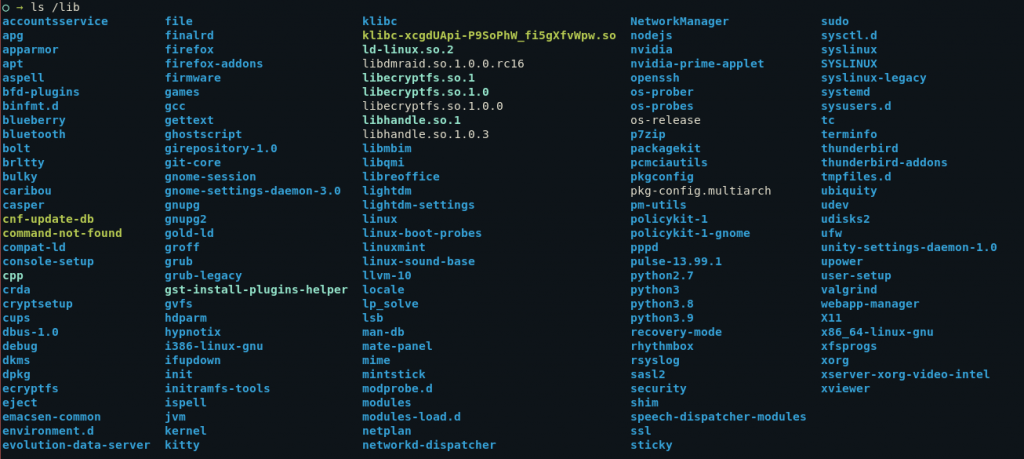 ○ → ls /lib
accountsservice file klibc NetworkManager sudo
apg finalrd klibc-xcgdUApi-P9SoPhW_fi5gXfvWpw.so nodejs sysctl.d
apparmor firefox ld-linux.so.2 nvidia syslinux
apt firefox-addons libdmraid.so.1.0.0.rc16 nvidia-prime-applet SYSLINUX
aspell firmware libecryptfs.so.1 openssh syslinux-legacy
bfd-plugins games libecryptfs.so.1.0 os-prober systemd
binfmt.d gcc libecryptfs.so.1.0.0 os-probes sysusers.d
blueberry gettext libhandle.so.1 os-release tc
bluetooth ghostscript libhandle.so.1.0.3 p7zip terminfo
bolt girepository-1.0 libmbim packagekit thunderbird
brltty git-core libqmi pcmciautils thunderbird-addons
bulky gnome-session libreoffice pkgconfig tmpfiles.d
caribou gnome-settings-daemon-3.0 lightdm pkg-config.multiarch ubiquity
casper gnupg lightdm-settings pm-utils udev
cnf-update-db gnupg2 linux policykit-1 udisks2
command-not-found gold-ld linux-boot-probes policykit-1-gnome ufw
compat-ld groff linuxmint pppd unity-settings-daemon-1.0
console-setup grub linux-sound-base pulse-13.99.1 upower
cpp grub-legacy llvm-10 python2.7 user-setup
crda gst-install-plugins-helper locale python3 valgrind
cryptsetup gvfs lp_solve python3.8 webapp-manager
cups hdparm lsb python3.9 X11
dbus-1.0 hypnotix man-db recovery-mode x86_64-linux-gnu
debug i386-linux-gnu mate-panel rhythmbox xfsprogs
dkms ifupdown mime rsyslog xorg
dpkg init mintstick sasl2 xserver-xorg-video-intel
ecryptfs initramfs-tools modprobe.d security xviewer
eject ispell modules shim
emacsen-common jvm modules-load.d speech-dispatcher-modules
environment.d kernel netplan ssl
evolution-data-server kitty networkd-dispatcher sticky